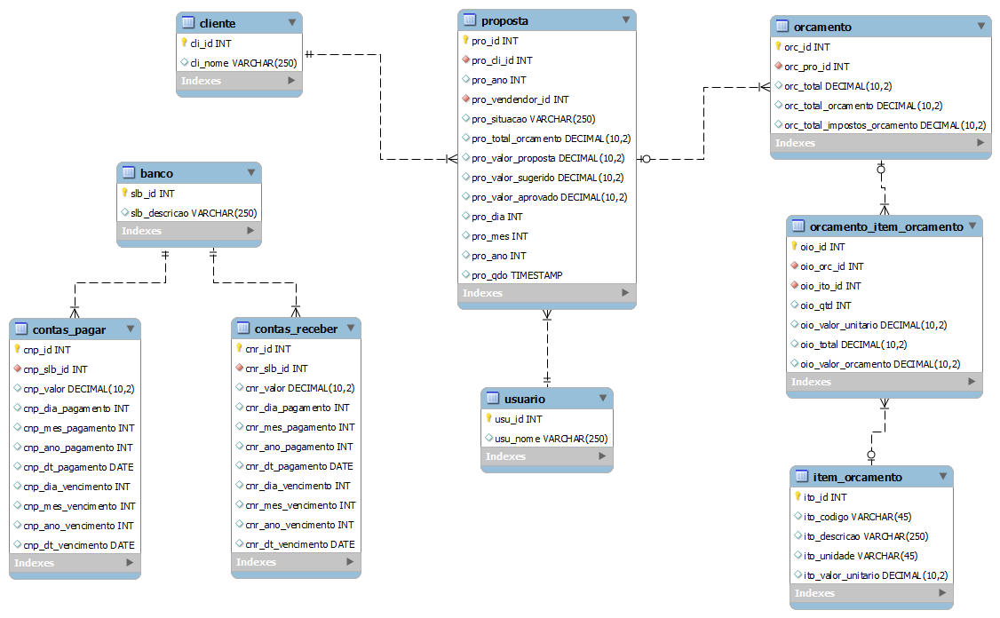 cliente
cli_id INT
cli_nome VARCHAR(250)
Indexes
proposta
pro_id INT
pro_cli_id INT
pro_ano INT
pro_vendendor_id INT
pro_situacao VARCHAR(250)
pro_total_orcamento DECIMAL(10,2)
pro_valor_proposta DECIMAL(10,2)
pro_valor_sugerido DECIMAL(10,2)
pro_valor_aprovado DECIMAL(10,2)
pro_dia INT
pro_mes INT
pro_ano INT
pro_qdo TIMESTAMP
Indexes
orcamento
orc_id INT
orc_pro_id INT
orc_total DECIMAL(10,2)
orc_total_orcamento DECIMAL(10,2)
orc_total_impostos_orcamento DECIMAL(10,2)
Indexes
banco
slb_id INT
slb_descricao VARCHAR(250)
Indexes
orcamento_item_orcamento
oio_id INT
oio_orc_id INT
oio_ito_id INT
oio_qtd INT
oio_valor_unitario DECIMAL(10,2)
oio_total DECIMAL(10,2)
oio_valor_orcamento DECIMAL(10,2)
Indexes
contas_pagar
cnp_id INT
cnp_slb_id INT
cnp_valor DECIMAL(10,2)
cnp_dia_pagamento INT
cnp_mes_pagamento INT
cnp_ano_pagamento INT
cnp_dt_pagamento DATE
cnp_dia_vencimento INT
cnp_mes_vencimento INT
cnp_ano_vencimento INT
cnp_dt_vencimento DATE
Indexes
contas_receber
cnr_id INT
cnr_slb_id INT
cnr_valor DECIMAL(10,2)
cnr_dia_pagamento INT
cnr_mes_pagamento INT
cnr_ano_pagamento INT
cnr_dt_pagamento DATE
cnr_dia_vencimento INT
cnr_mes_vencimento INT
cnr_ano_vencimento INT
cnr_dt_vencimento DATE
Indexes
usuario
usu_id INT
usu_nome VARCHAR(250)
Indexes
item_orcamento
ito_id INT
ito_codigo VARCHAR(45)
ito_descricao VARCHAR(250)
ito_unidade VARCHAR(45)
ito_valor_unitario DECIMAL(10,2)
Indexes